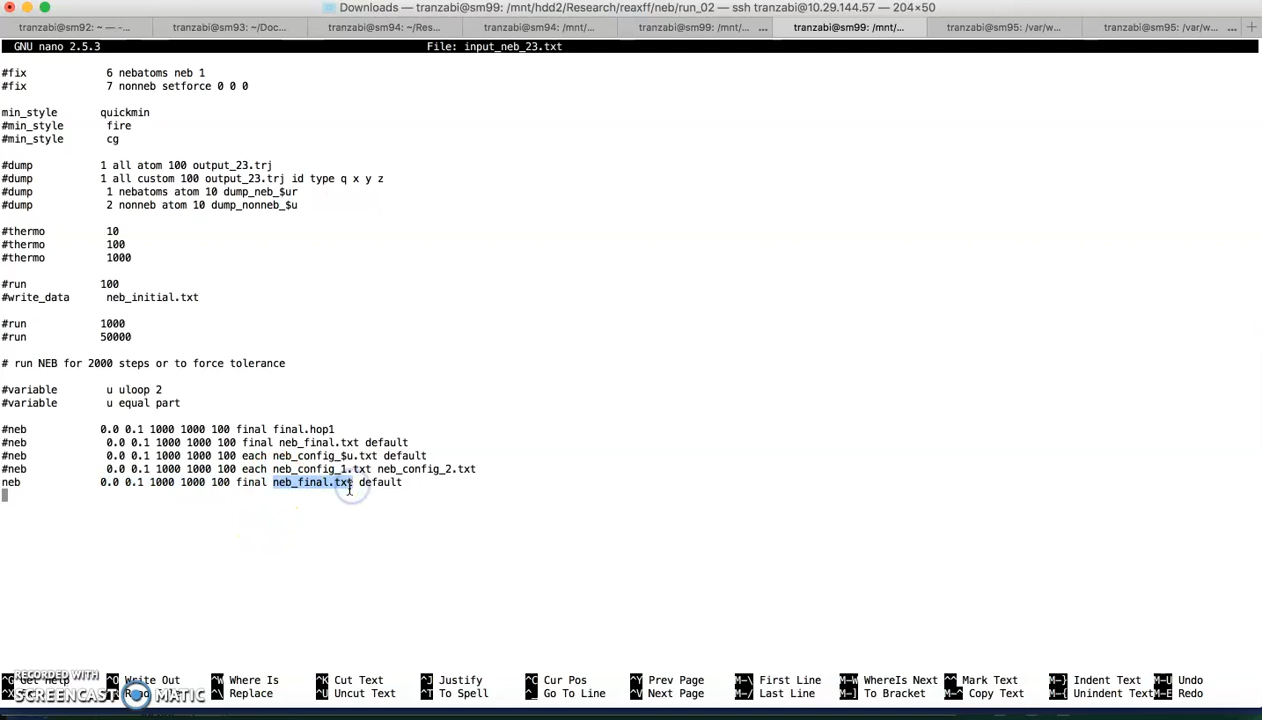 Downloads — tranzabi@sm99: /mnt/hdd2/Research/reaxff/neb/run_02 — ssh tranzabi@10.29.144.57 — 204×50
tranzabi@sm92: ~ — -... tranzabi@sm93: ~/Doc... tranzabi@sm94: ~/Res... tranzabi@sm94: /mnt/... tranzabi@sm99: /mnt/... ... tranzabi@sm99: /mnt/... tranzabi@sm95: /var/w... tranzabi@sm95: /var/w... ... +
GNU nano 2.5.3 File: input_neb_23.txt
#fix 6 nebatoms neb 1
#fix 7 nonneb setforce 0 0 0
min_style quickmin
#min_style fire
#min_style cg
#dump 1 all atom 100 output_23.trj
#dump 1 all custom 100 output_23.trj id type q x y z
#dump 1 nebatoms atom 10 dump_neb_$ur
#dump 2 nonneb atom 10 dump_nonneb_$u
#thermo 10
#thermo 100
#thermo 1000
#run 100
#write_data neb_initial.txt
#run 1000
#run 50000
# run NEB for 2000 steps or to force tolerance
#variable u uloop 2
#variable u equal part
#neb 0.0 0.1 1000 1000 100 final final.hop1
#neb 0.0 0.1 1000 1000 100 final neb_final.txt default
#neb 0.0 0.1 1000 1000 100 each neb_config_$u.txt default
#neb 0.0 0.1 1000 1000 100 each neb_config_1.txt neb_config_2.txt
neb 0.0 0.1 1000 1000 100 final neb_final.txt default
^G Get Help ^O Write Out ^W Where Is ^K Cut Text ^J Justify ^C Cur Pos ^Y Prev Page M-\ First Line M-W WhereIs Next ^^ Mark Text M-} Indent Text M-U Undo
^X ^\ Replace ^U Uncut Text ^T To Spell ^_ Go To Line ^V Next Page M-/ Last Line M-] To Bracket M-^ Copy Text M-{ Unindent Text M-E Redo
RECORDED WITH
SCREENCAST MATIC